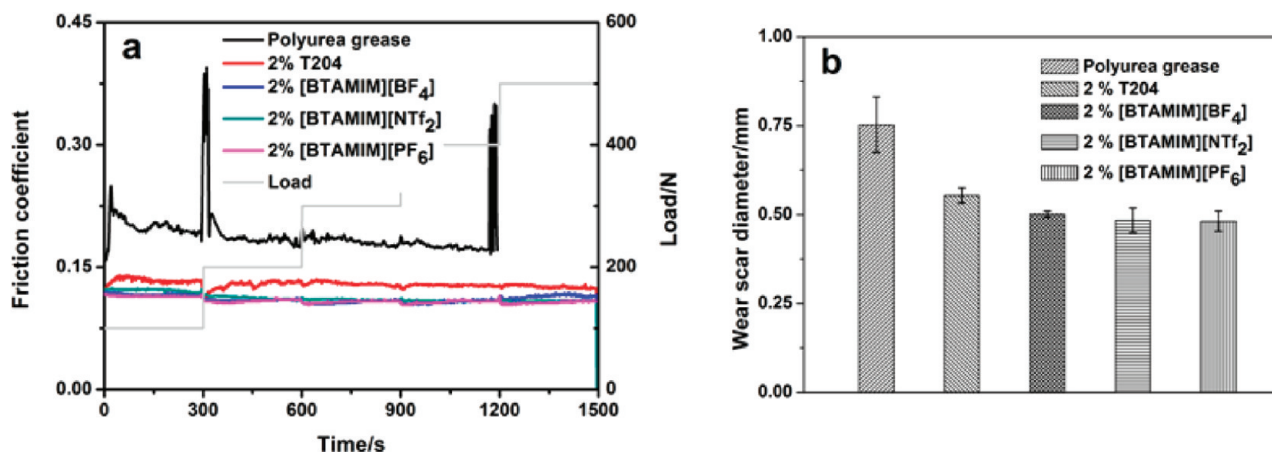 a
Polyurea grease
2% T204
2% [BTAMIM][BF₄]
2% [BTAMIM][NTf₂]
2% [BTAMIM][PF₆]
Load
0.45
0.30
0.15
0.00
Friction coefficient
600
400
200
0
Load/N
0 300 600 900 1200 1500
Time/s
b
Polyurea grease
2 % T204
2 % [BTAMIM][BF₄]
2 % [BTAMIM][NTf₂]
2 % [BTAMIM][PF₆]
1.00
0.75
0.50
0.25
0.00
Wear scar diameter/mm